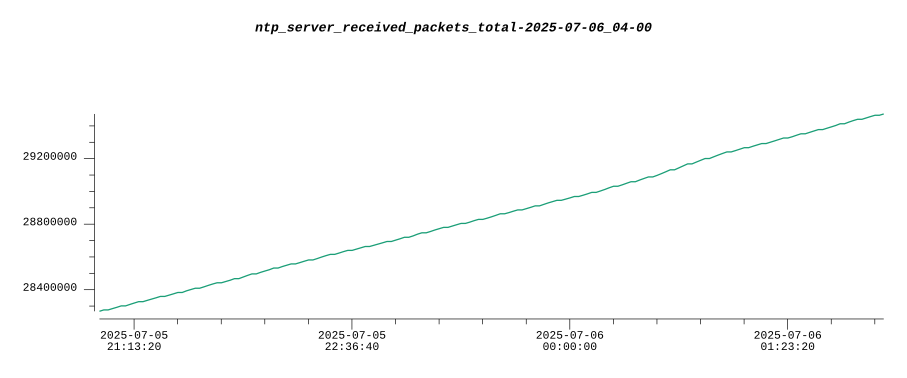 ntp_server_received_packets_total-2025-07-06_04-00
29200000
28800000
28400000
2025-07-05 2025-07-05 2025-07-06 2025-07-06
21:13:20 22:36:40 00:00:00 01:23:20